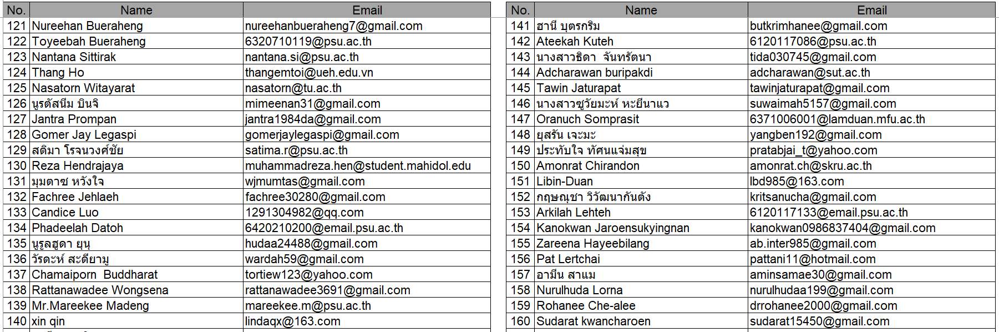 No. Name Email
121 Nureehan Bueraheng nureehanbueraheng7@gmail.com
122 Toyeebah Bueraheng 6320710119@psu.ac.th
123 Nantana Sittirak nantana.si@psu.ac.th
124 Thang Ho thangemtoi@ueh.edu.vn
125 Nasatorn Witayarat nasatorn@tu.ac.th
126 นูรตัสนีม บินจิ mimeenan31@gmail.com
127 Jantra Prompan jantra1984da@gmail.com
128 Gomer Jay Legaspi gomerjaylegaspi@gmail.com
129 สติมา โรจนวงศ์ชัย satima.r@psu.ac.th
130 Reza Hendrajaya muhammadreza.hen@student.mahidol.edu
131 มุมตาซ หวังใจ wjmumtas@gmail.com
132 Fachree Jehlaeh fachree30280@gmail.com
133 Candice Luo 1291304982@qq.com
134 Phadeelah Datoh 6420210200@email.psu.ac.th
135 นูรูลฮูดา ยุนุ hudaa24488@gmail.com
136 วัรดะห์ สะดียามู wardah59@gmail.com
137 Chamaiporn  Buddharat tortiew123@yahoo.com
138 Rattanawadee Wongsena rattanawadee3691@gmail.com
139 Mr.Mareekee Madeng mareekee.m@psu.ac.th
140 xin qin lindaqx@163.com
No. Name Email
141 ฮานี บุตรกริม butkrimhanee@gmail.com
142 Ateekah Kuteh 6120117086@psu.ac.th
143 นางสาวธิดา  จันทรัตนา tida030745@gmail.com
144 Adcharawan buripakdi adcharawan@sut.ac.th
145 Tawin Jaturapat tawinjaturapat@gmail.com
146 นางสาวซูวัยมะห์ หะยีนาแว suwaimah5157@gmail.com
147 Oranuch Somprasit 6371006001@lamduan.mfu.ac.th
148 ยุสรัน เจะมะ yangben192@gmail.com
149 ประทับใจ ทัศนแจ่มสุข pratabjai_t@yahoo.com
150 Amonrat Chirandon amonrat.ch@skru.ac.th
151 Libin-Duan lbd985@163.com
152 กฤษณุชา วิวัฒนากันตัง kritsanucha@gmail.com
153 Arkilah Lehteh 6120117133@email.psu.ac.th
154 Kanokwan Jaroensukyingnan kanokwan0986837404@gmail.com
155 Zareena Hayeebilang ab.inter985@gmail.com
156 Pat Lertchai pattani11@hotmail.com
157 อามีน สาแม aminsamae30@gmail.com
158 Nurulhuda Lorna nurulhudaa199@gmail.com
159 Rohanee Che-alee drrohanee2000@gmail.com
160 Sudarat kwancharoen sudarat15450@gmail.com